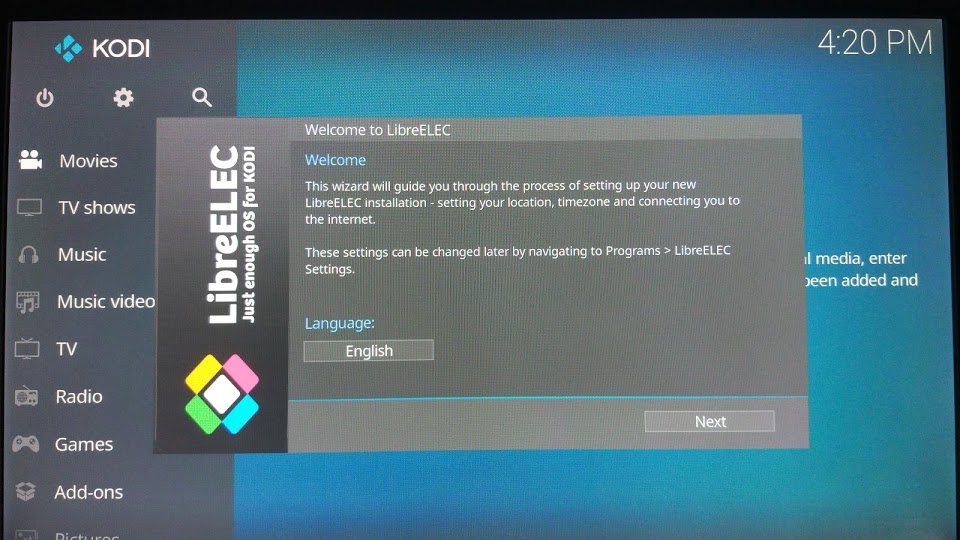 KODI
4:20 PM
Movies
TV shows
Music
Music video
TV
Radio
Games
Add-ons
Pictures
LibreELEC
Just enough OS for KODI
Welcome to LibreELEC
Welcome
This wizard will guide you through the process of setting up your new
LibreELEC installation - setting your location, timezone and connecting you to
the internet.
These settings can be changed later by navigating to Programs > LibreELEC
Settings.
Language:
English
Next
media, enter
been added and